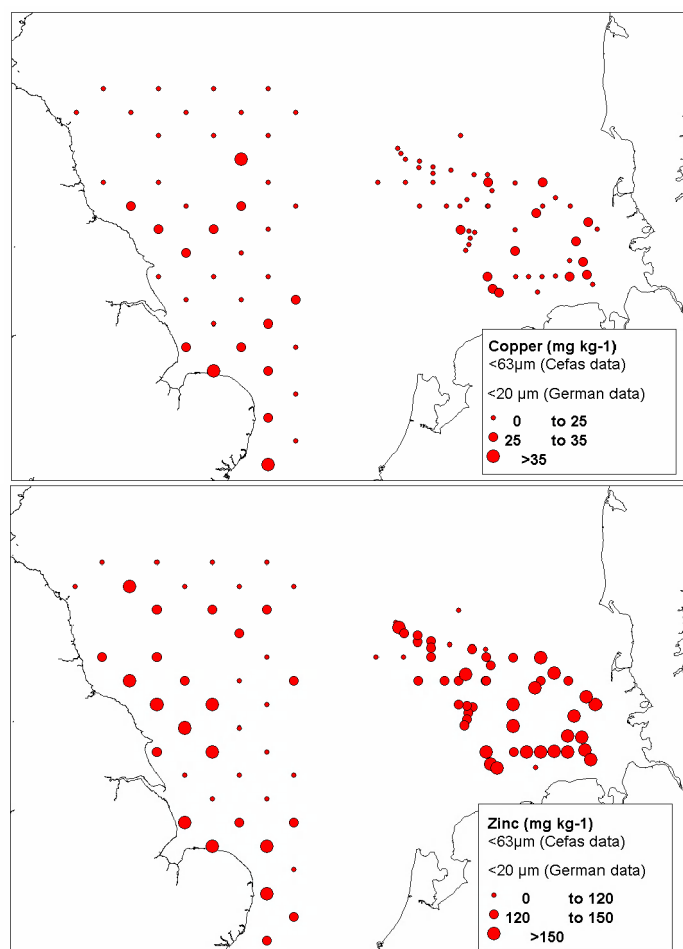 Copper (mg kg-1)
<63µm (Cefas data)
<20 µm (German data)
0 to 25
25 to 35
>35
Zinc (mg kg-1)
<63µm (Cefas data)
<20 µm (German data)
0 to 120
120 to 150
>150